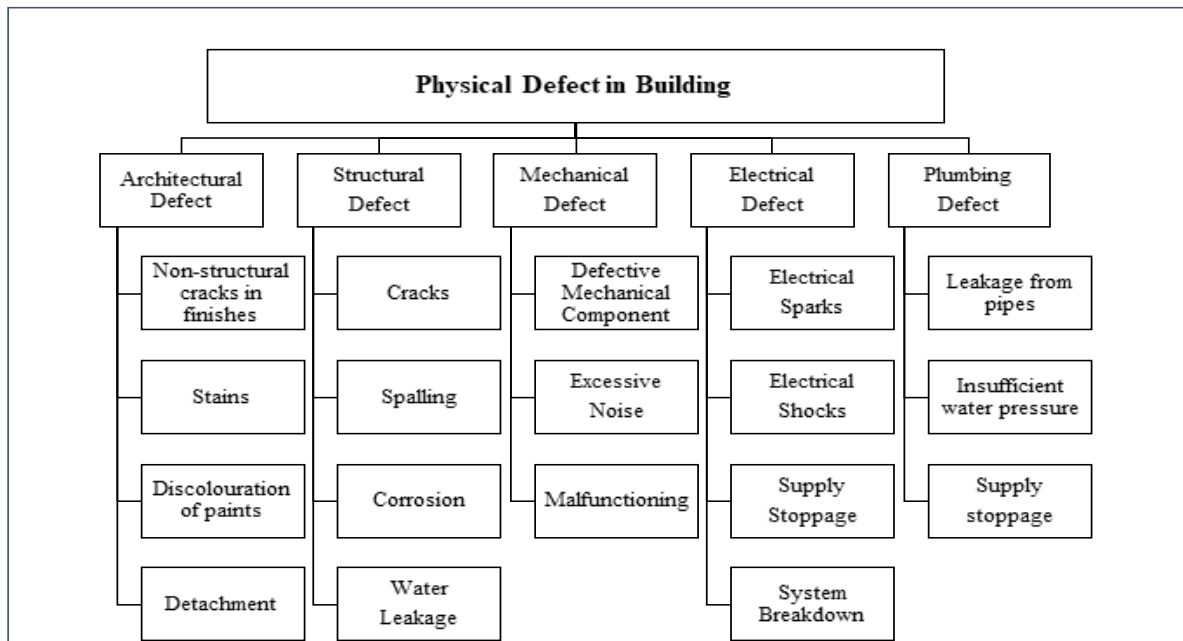 Physical Defect in Building
Architectural
Defect
Structural
Defect
Mechanical
Defect
Electrical
Defect
Plumbing
Defect
Non-structural
cracks in
finishes
Stains
Discolouration
of paints
Detachment
Cracks
Spalling
Corrosion
Water
Leakage
Defective
Mechanical
Component
Excessive
Noise
Malfunctioning
Electrical
Sparks
Electrical
Shocks
Supply
Stoppage
System
Breakdown
Leakage from
pipes
Insufficient
water pressure
Supply
stoppage